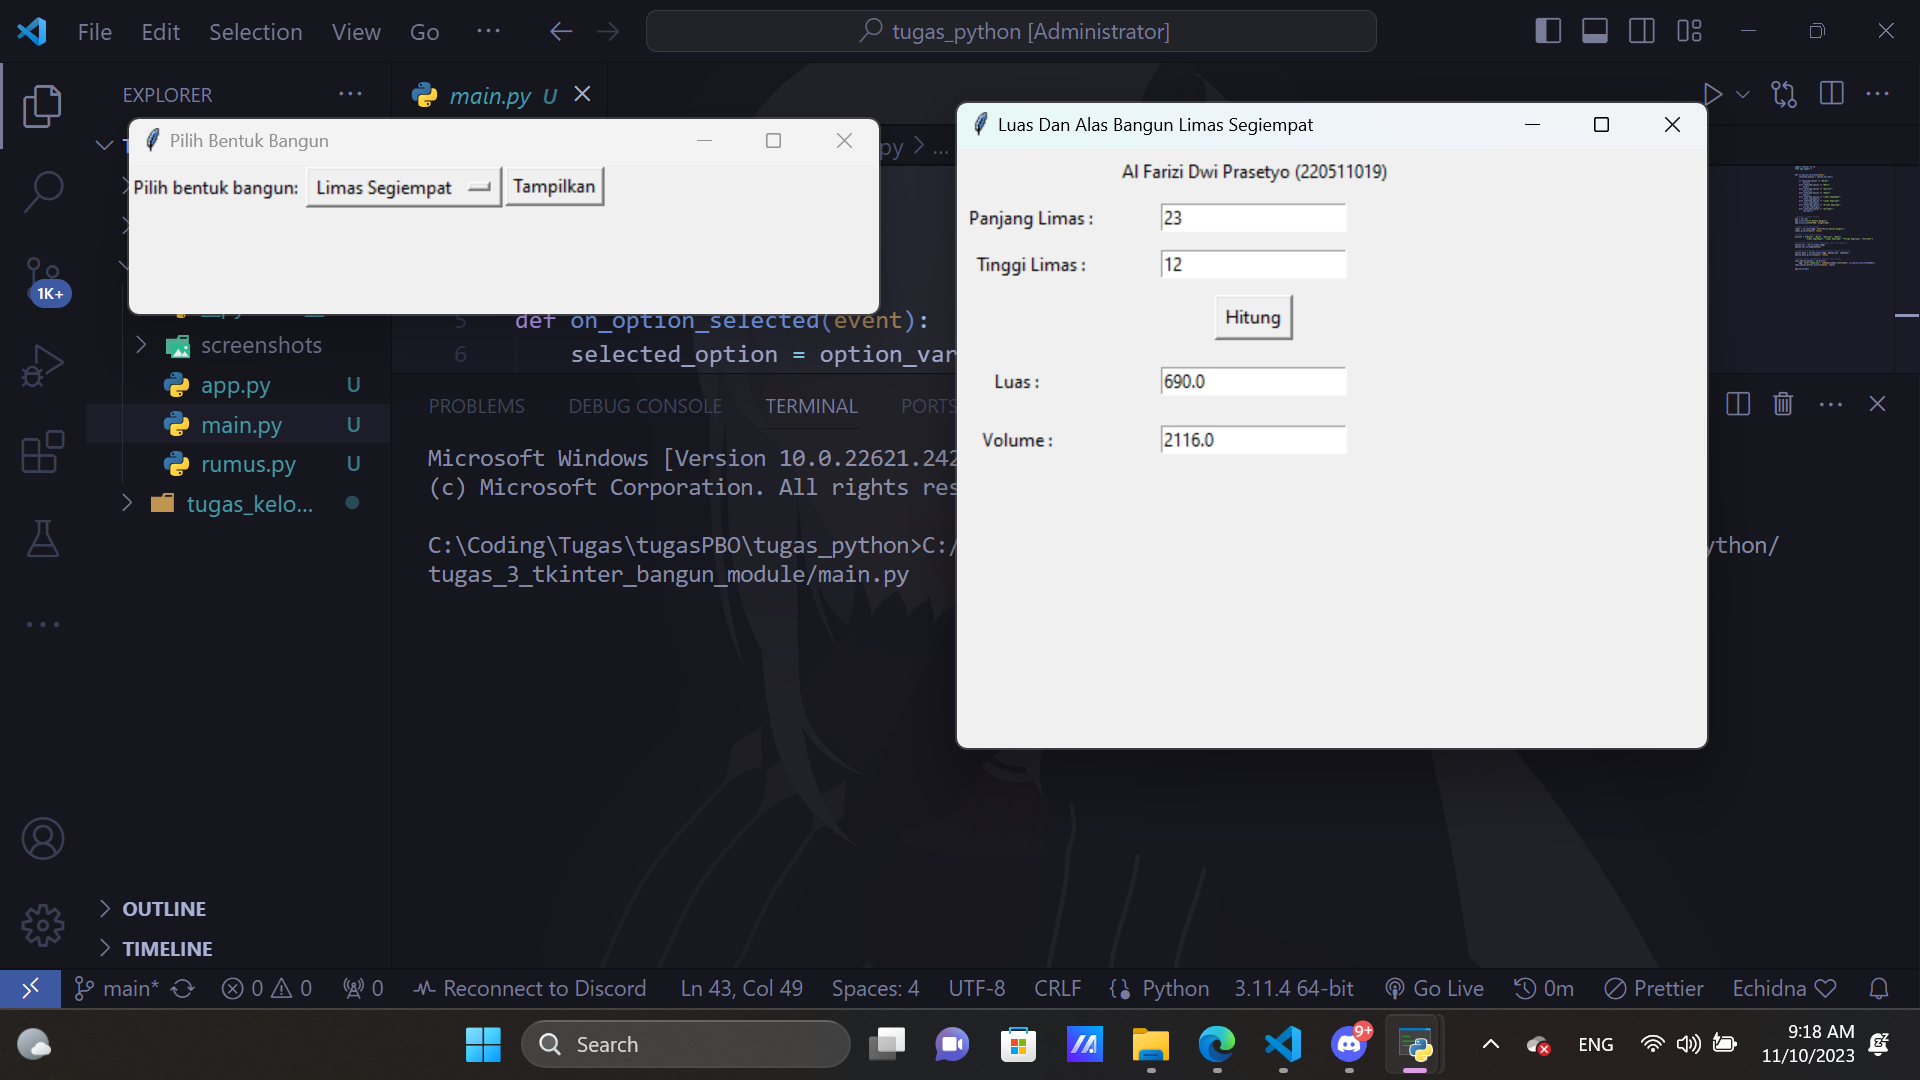 File Edit Selection View Go ...
tugas_python [Administrator]
EXPLORER
main.py U
Pilih Bentuk Bangun
Pilih bentuk bangun: Limas Segiempat Tampilkan
py > ...
1K+
5 def on_option_selected(event):
6 selected_option = option_var
screenshots
app.py U
main.py U
rumus.py U
tugas_kelo...
OUTLINE
TIMELINE
PROBLEMS DEBUG CONSOLE TERMINAL PORTS
Microsoft Windows [Version 10.0.22621.242
(c) Microsoft Corporation. All rights res
C:\Coding\Tugas\tugasPBO\tugas_python>C:/
ython/
tugas_3_tkinter_bangun_module/main.py
Luas Dan Alas Bangun Limas Segiempat
Al Farizi Dwi Prasetyo (220511019)
Panjang Limas : 23
Tinggi Limas : 12
Hitung
Luas : 690.0
Volume : 2116.0
main* 0 0 0 Reconnect to Discord Ln 43, Col 49 Spaces: 4 UTF-8 CRLF Python 3.11.4 64-bit Go Live 0m Prettier Echidna
Search
9+
ENG
9:18 AM
11/10/2023